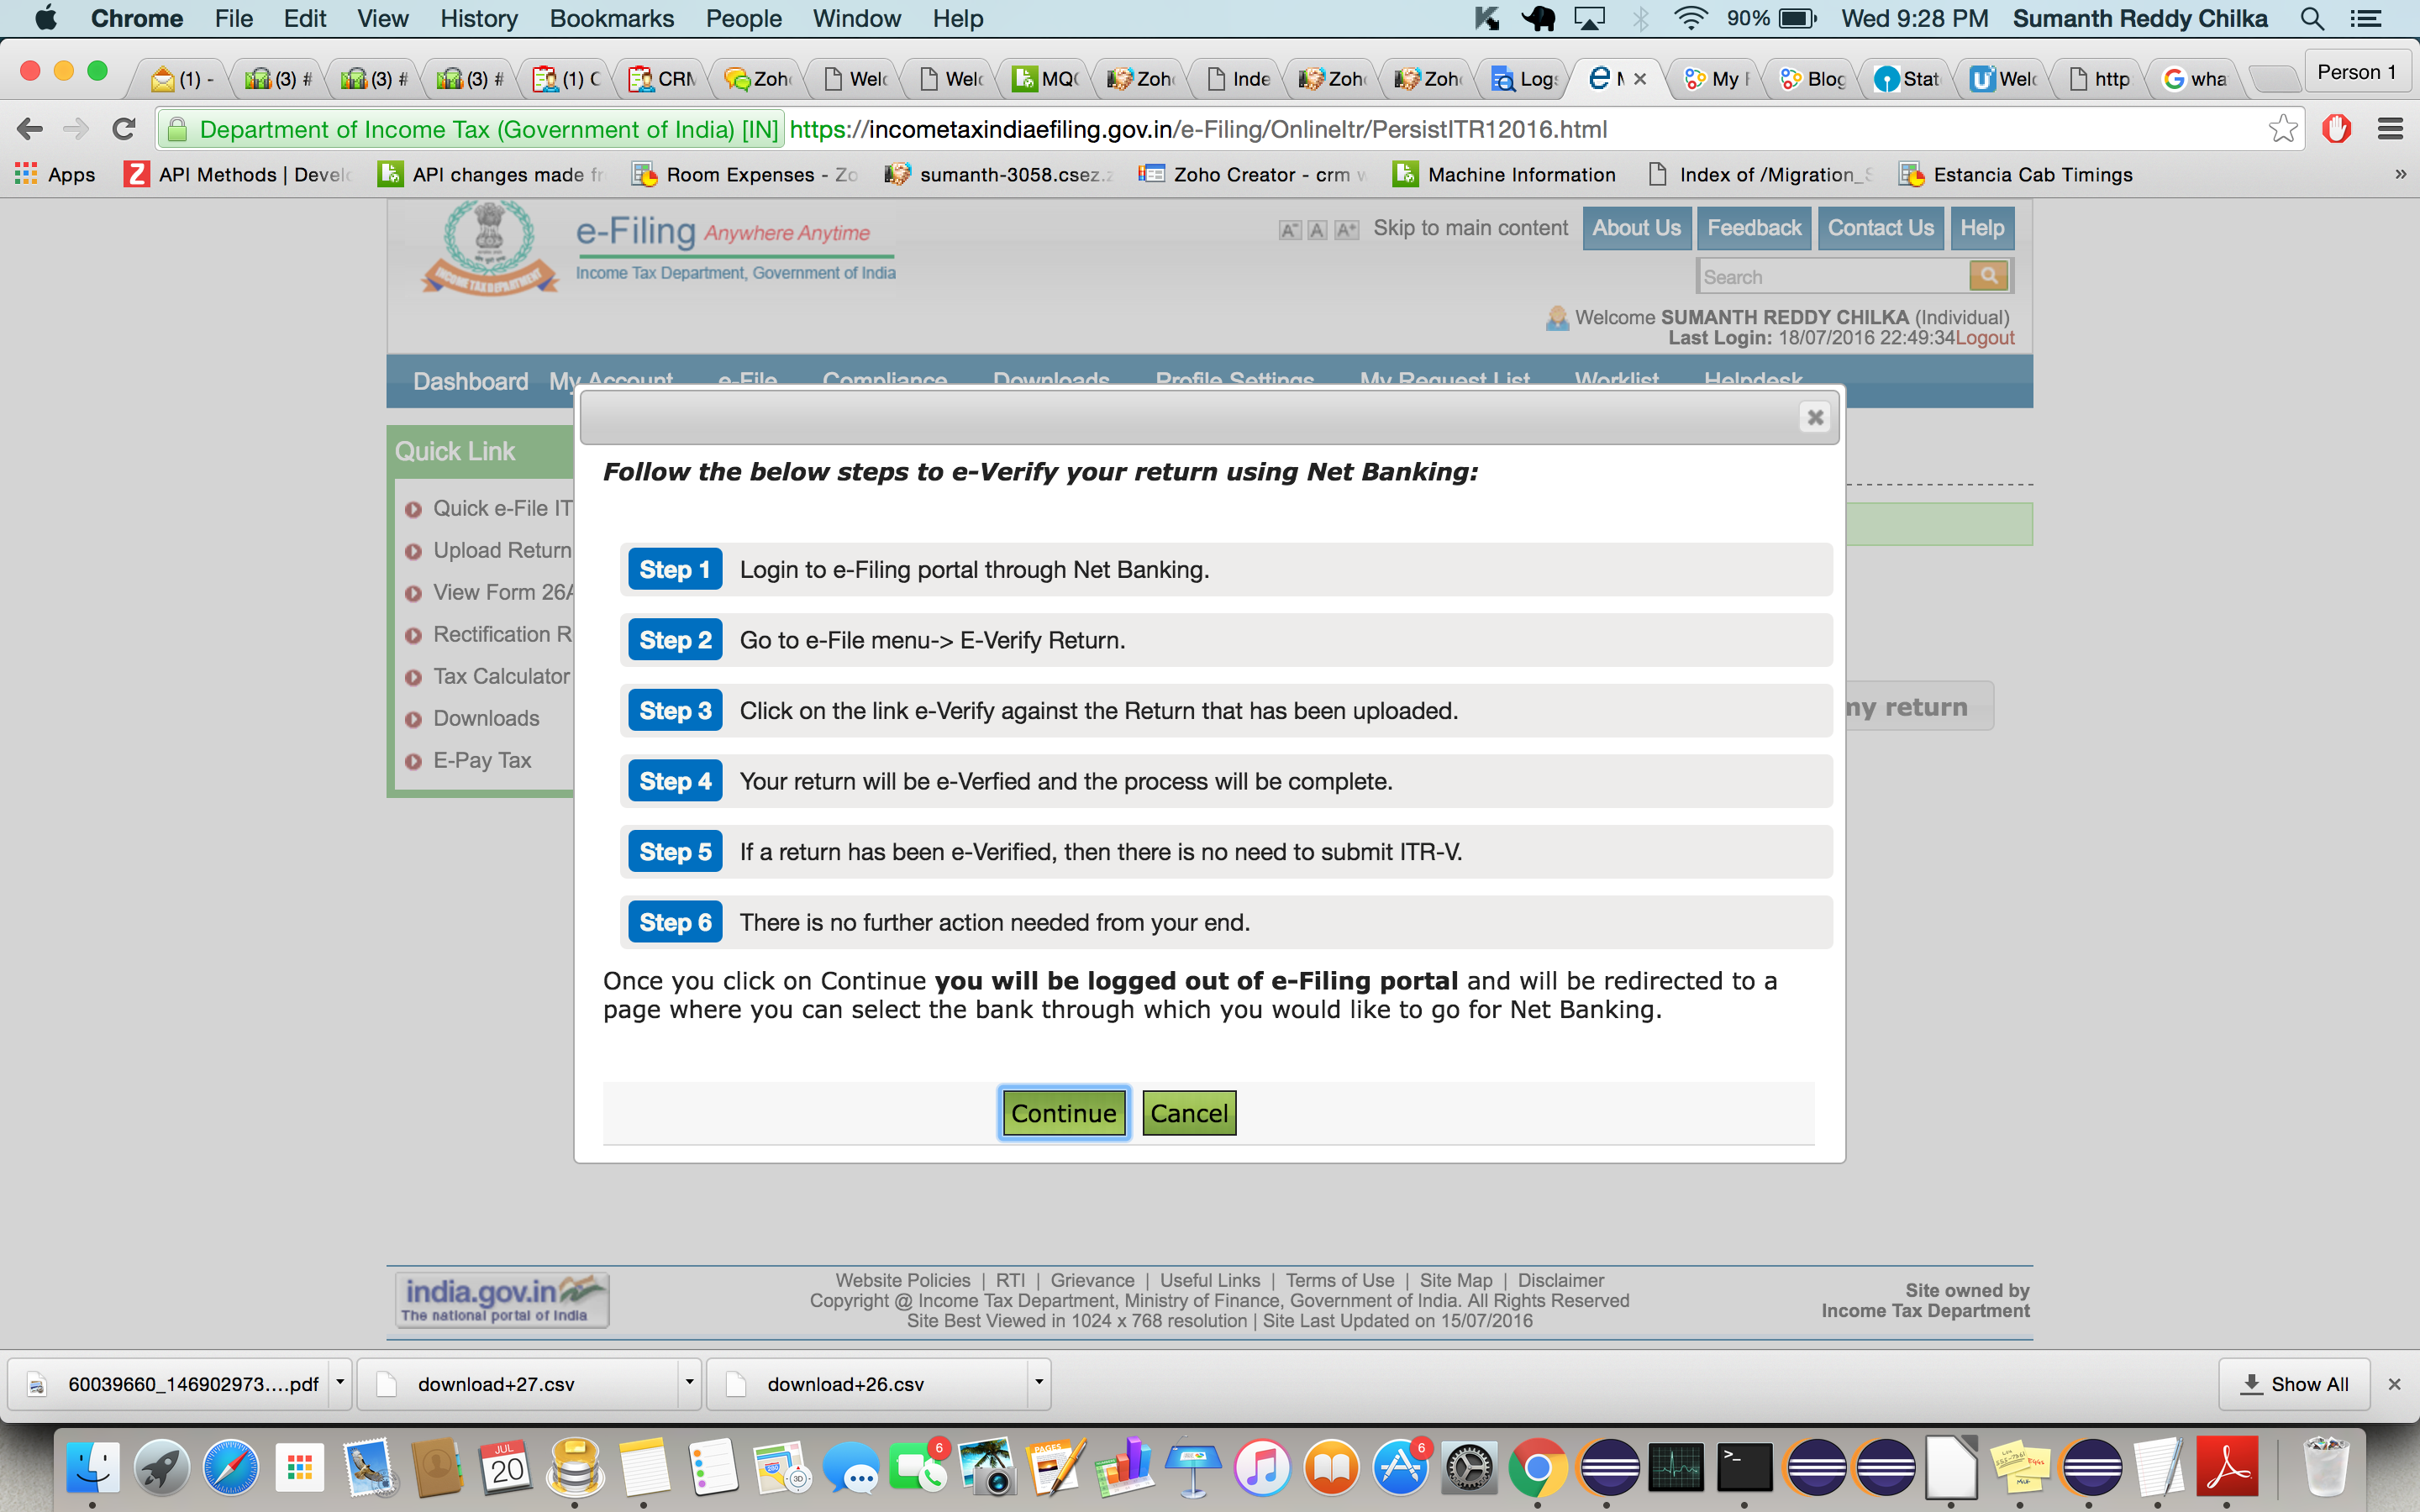 Chrome File Edit View History Bookmarks People Window Help 90% Wed 9:28 PM Sumanth Reddy Chilka
(1) - (3) # (3) # (3) # (1) C CRM Zoh Welc Welc MQ Zoh Inde Zoh Zoh Logs My Blog Stat Welc http wha Person 1
Department of Income Tax (Government of India) [IN] https://incometaxindiaefiling.gov.in/e-Filing/OnlineItr/PersistITR12016.html
Apps API Methods | Devel API changes made fr Room Expenses - Zo sumanth-3058.csez.z Zoho Creator - crm w Machine Information Index of /Migration_S Estancia Cab Timings »
INCOME TAX DEPARTMENT
e-Filing Anywhere Anytime
Income Tax Department, Government of India
A- A A+ Skip to main content About Us Feedback Contact Us Help
Search
Welcome SUMANTH REDDY CHILKA (Individual)
Last Login: 18/07/2016 22:49:34Logout
Dashboard My Account e-File Compliance Downloads Profile Settings My Request List Worklist Helpdesk
Quick Link
Quick e-File IT
Upload Return
View Form 26A
Rectification R
Tax Calculator
Downloads
E-Pay Tax
Follow the below steps to e-Verify your return using Net Banking:
Step 1 Login to e-Filing portal through Net Banking.
Step 2 Go to e-File menu-> E-Verify Return.
Step 3 Click on the link e-Verify against the Return that has been uploaded.
Step 4 Your return will be e-Verfied and the process will be complete.
Step 5 If a return has been e-Verified, then there is no need to submit ITR-V.
Step 6 There is no further action needed from your end.
Once you click on Continue you will be logged out of e-Filing portal and will be redirected to a
page where you can select the bank through which you would like to go for Net Banking.
Continue Cancel
my return
india.gov.in
The national portal of India
Website Policies | RTI | Grievance | Useful Links | Terms of Use | Site Map | Disclaimer
Copyright @ Income Tax Department, Ministry of Finance, Government of India. All Rights Reserved
Site Best Viewed in 1024 x 768 resolution | Site Last Updated on 15/07/2016
Site owned by
Income Tax Department
60039660_146902973....pdf download+27.csv download+26.csv Show All
JUL
20
3D
6
PAGES
6